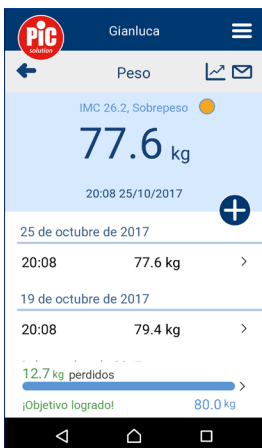 PiC
solution
Gianluca
Peso
IMC 26.2, Sobrepeso
77.6 kg
20:08 25/10/2017
25 de octubre de 2017
20:08 77.6 kg
19 de octubre de 2017
20:08 79.4 kg
12.7 kg perdidos
¡Objetivo logrado! 80.0 kg